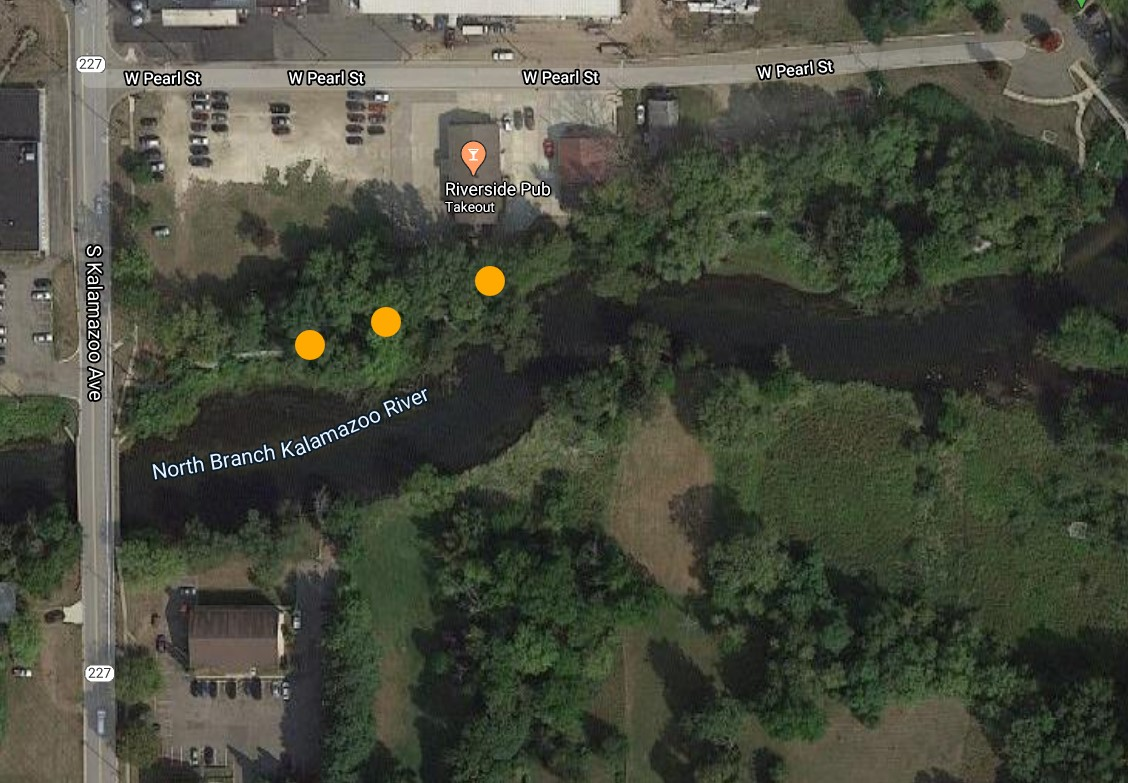 227
W Pearl St
W Pearl St
W Pearl St
W Pearl St
Riverside Pub
Takeout
S Kalamazoo Ave
North Branch Kalamazoo River
227